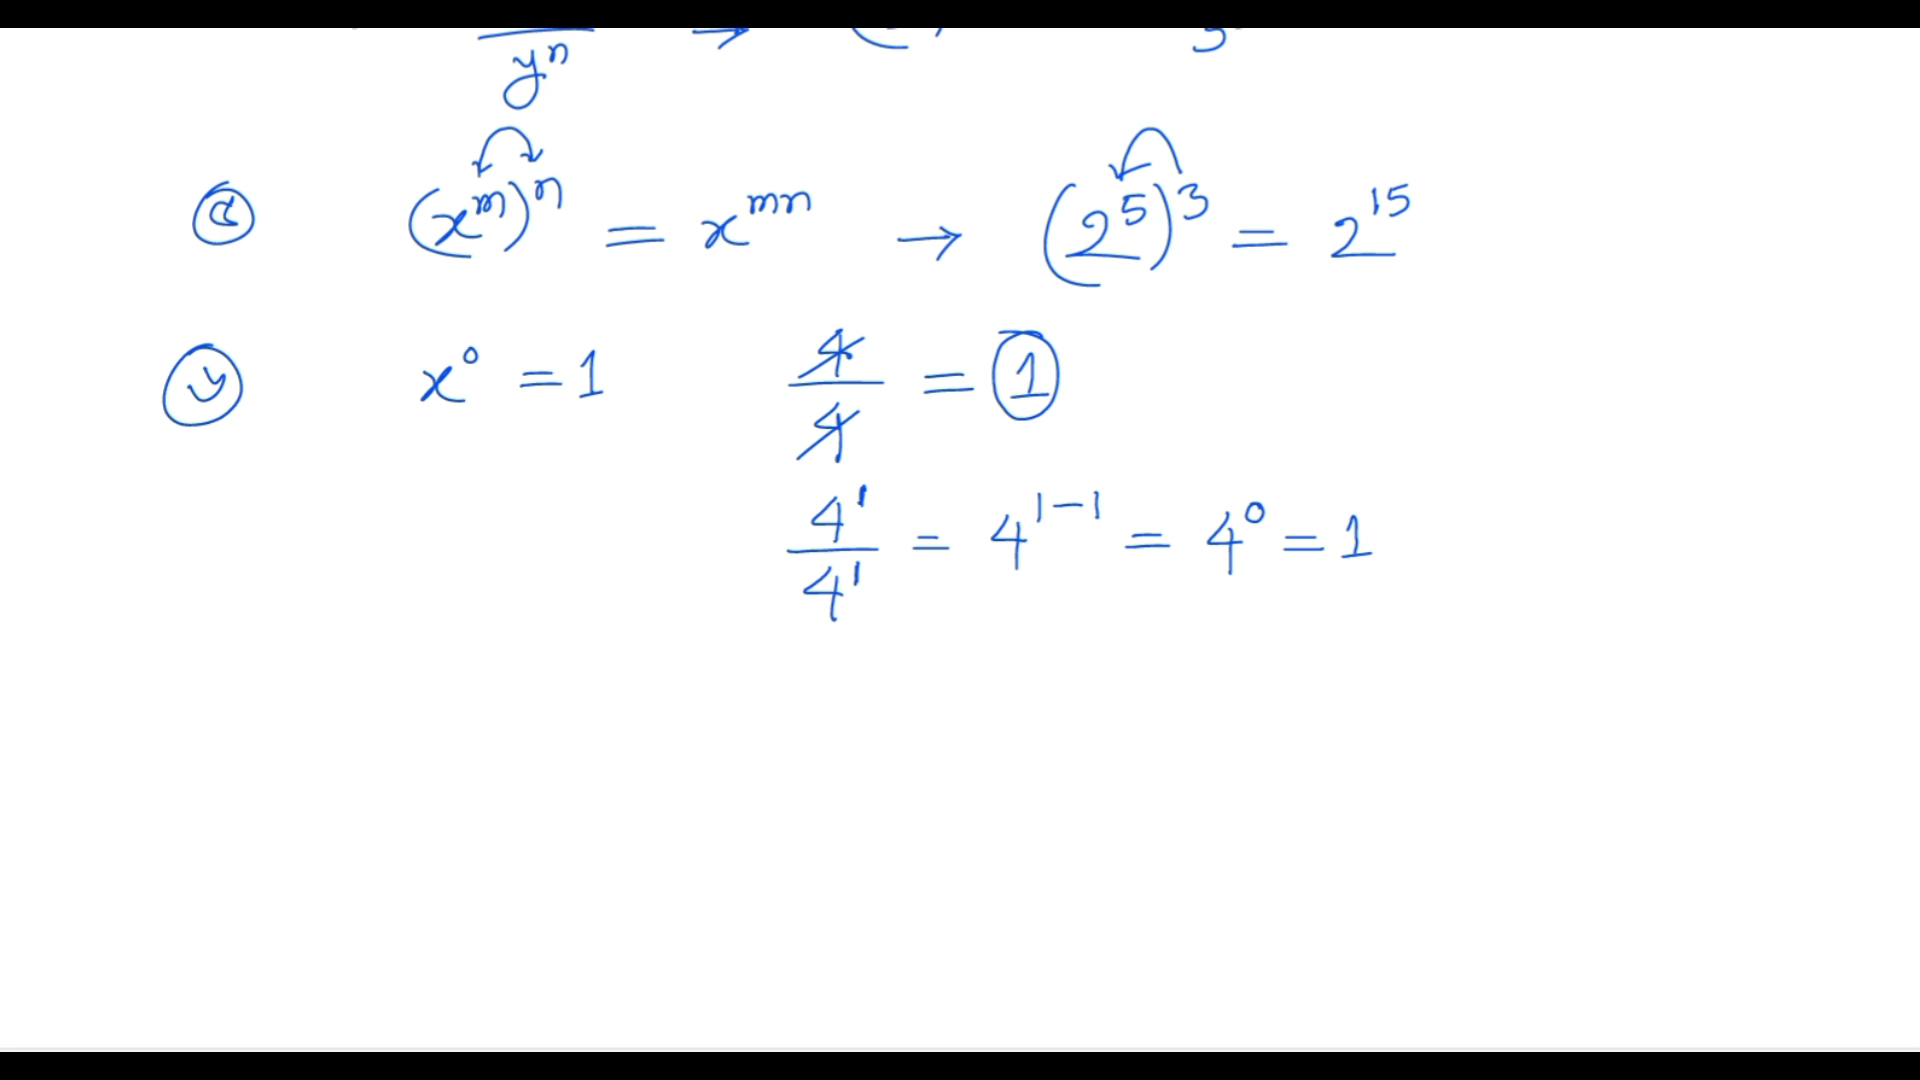 yⁿ
(xᵐ)ⁿ = xᵐⁿ → (2⁵)³ = 2¹⁵
x⁰ = 1 4/4 = 1
4¹/4¹ = 4¹⁻¹ = 4⁰ = 1